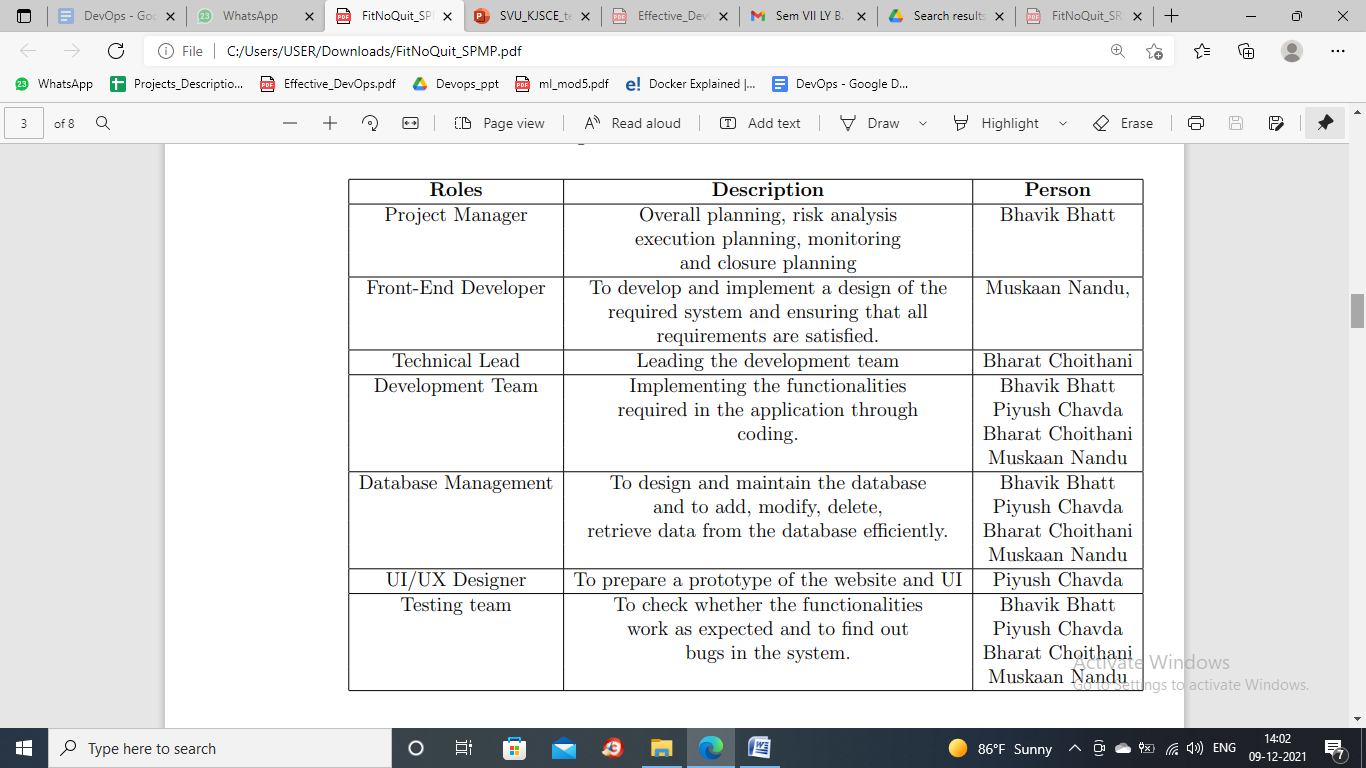 DevOps - Goo
WhatsApp
FitNoQuit_SP
SVU_KJSCE_te
Effective_Dev
Sem VII LY B.
Search results
FitNoQuit_SR
File
C:/Users/USER/Downloads/FitNoQuit_SPMP.pdf
23 WhatsApp
Projects_Descriptio...
Effective_DevOps.pdf
Devops_ppt
ml_mod5.pdf
e! Docker Explained |...
DevOps - Google D...
3 of 8
Page view
Read aloud
Add text
Draw
Highlight
Erase
Roles Description Person
Project Manager Overall planning, risk analysis Bhavik Bhatt
execution planning, monitoring
and closure planning
Front-End Developer To develop and implement a design of the Muskaan Nandu,
required system and ensuring that all
requirements are satisfied.
Technical Lead Leading the development team Bharat Choithani
Development Team Implementing the functionalities Bhavik Bhatt
required in the application through Piyush Chavda
coding. Bharat Choithani
Muskaan Nandu
Database Management To design and maintain the database Bhavik Bhatt
and to add, modify, delete, Piyush Chavda
retrieve data from the database efficiently. Bharat Choithani
Muskaan Nandu
UI/UX Designer To prepare a prototype of the website and UI Piyush Chavda
Testing team To check whether the functionalities Bhavik Bhatt
work as expected and to find out Piyush Chavda
bugs in the system. Bharat Choithani
Muskaan Nandu
Activate Windows
Go to Settings to activate Windows.
Type here to search
86°F Sunny
ENG
14:02
09-12-2021
7